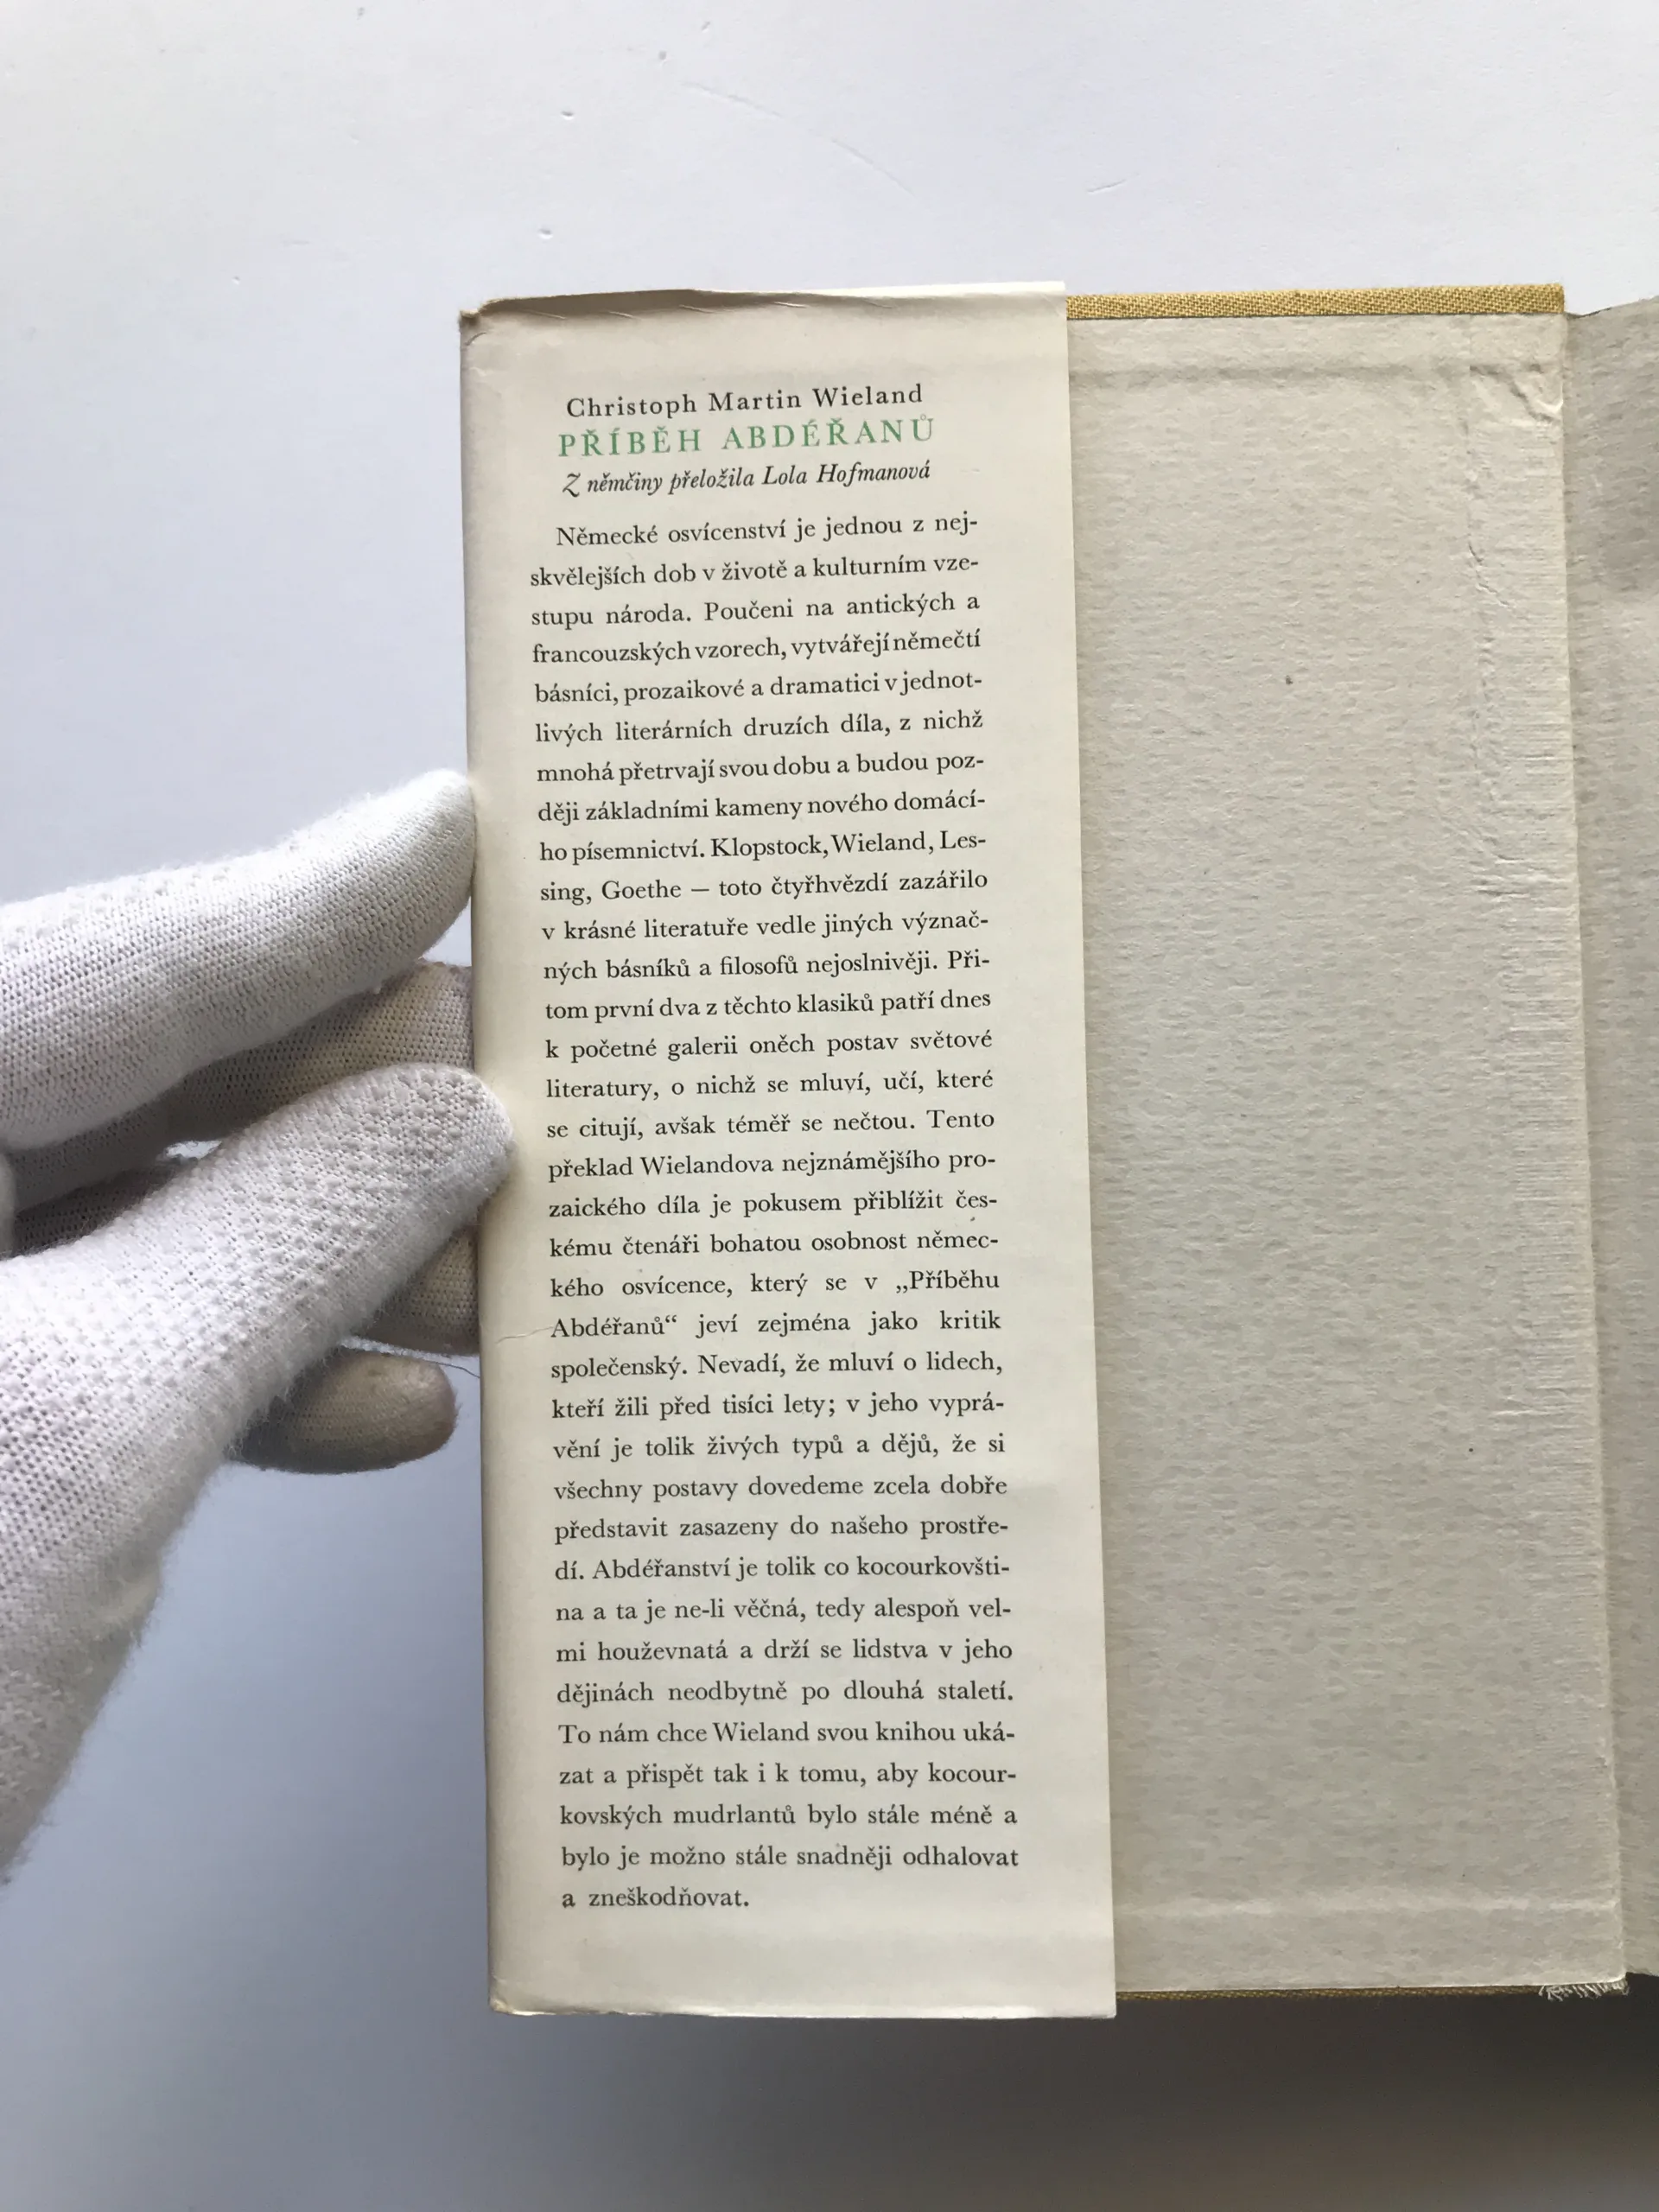 Christoph Martin Wieland
PŘÍBĚH ABDÉŘANŮ
Z němčiny přeložila Lola Hofmanová
Německé osvícenství je jednou z nej-
skvělejších dob v životě a kulturním vze-
stupu národa. Poučeni na antických a
francouzských vzorech, vytvářejí němečtí
básníci, prozaikové a dramatici v jednot-
livých literárních druzích díla, z nichž
mnohá přetrvají svou dobu a budou poz-
ději základními kameny nového domácí-
ho písemnictví. Klopstock, Wieland, Les-
sing, Goethe — toto čtyřhvězdí zazářilo
v krásné literatuře vedle jiných význač-
ných básníků a filosofů nejoslnivěji. Při-
tom první dva z těchto klasiků patří dnes
k početné galerii oněch postav světové
literatury, o nichž se mluví, učí, které
se citují, avšak téměř se nečtou. Tento
překlad Wielandova nejznámějšího pro-
zaického díla je pokusem přiblížit čes-
kému čtenáři bohatou osobnost němec-
kého osvícence, který se v „Příběhu
Abdéřanů“ jeví zejména jako kritik
společenský. Nevadí, že mluví o lidech,
kteří žili před tisíci lety; v jeho vyprá-
vění je tolik živých typů a dějů, že si
všechny postavy dovedeme zcela dobře
představit zasazeny do našeho prostře-
dí. Abdéřanství je tolik co kocourkovšti-
na a ta je ne-li věčná, tedy alespoň vel-
mi houževnatá a drží se lidstva v jeho
dějinách neodbytně po dlouhá staletí.
To nám chce Wieland svou knihou uká-
zat a přispět tak i k tomu, aby kocour-
kovských mudrlantů bylo stále méně a
bylo je možno stále snadněji odhalovat
a zneškodňovat.